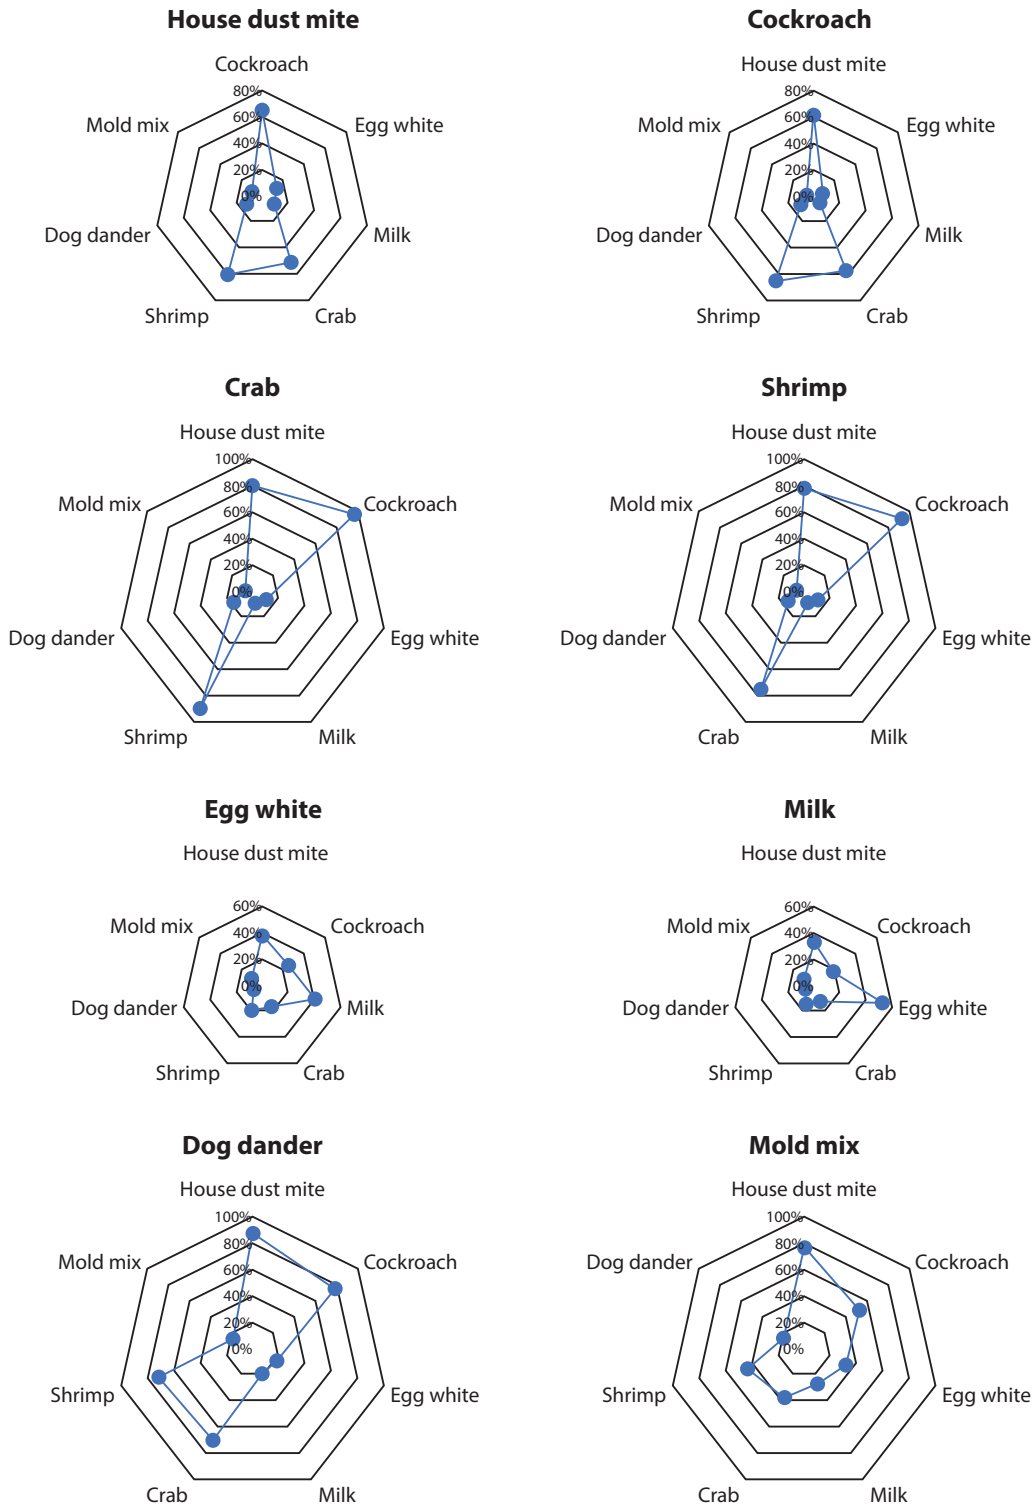 House dust mite
Cockroach
80%
60%
40%
20%
0%
Egg white
Milk
Crab
Shrimp
Dog dander
Mold mix
Cockroach
House dust mite
80%
60%
40%
20%
0%
Egg white
Milk
Crab
Shrimp
Dog dander
Mold mix
Crab
House dust mite
100%
80%
60%
40%
20%
0%
Cockroach
Egg white
Milk
Shrimp
Dog dander
Mold mix
Shrimp
House dust mite
100%
80%
60%
40%
20%
0%
Cockroach
Egg white
Milk
Crab
Dog dander
Mold mix
Egg white
House dust mite
60%
40%
20%
0%
Cockroach
Milk
Crab
Shrimp
Dog dander
Mold mix
Milk
House dust mite
60%
40%
20%
0%
Cockroach
Egg white
Crab
Shrimp
Dog dander
Mold mix
Dog dander
House dust mite
100%
80%
60%
40%
20%
0%
Cockroach
Egg white
Milk
Crab
Shrimp
Mold mix
Mold mix
House dust mite
100%
80%
60%
40%
20%
0%
Cockroach
Egg white
Milk
Crab
Shrimp
Dog dander